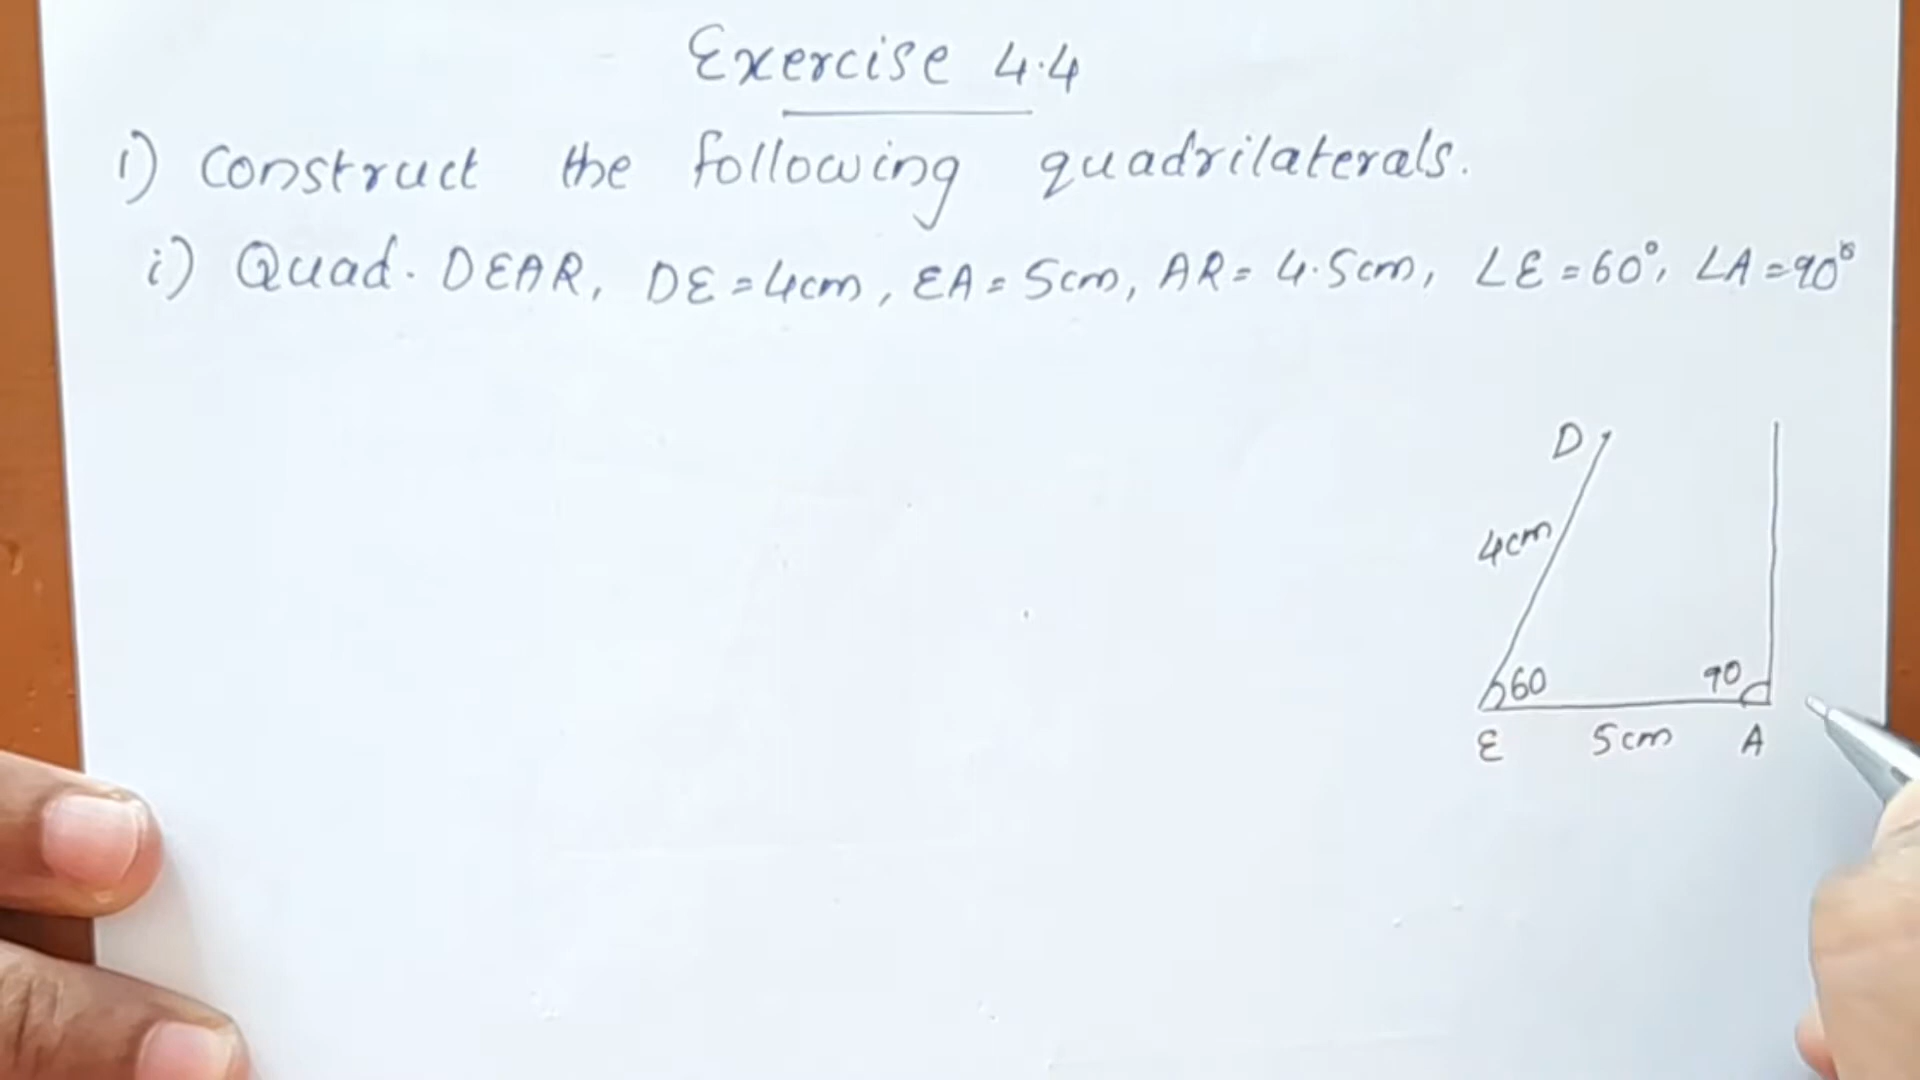 Exercise 4.4
1) Construct the following quadrilaterals.
i) Quad. DEAR, DE = 4cm, EA = 5cm, AR = 4.5cm, ∠E = 60°, ∠A = 90°
D
4cm
60
90
E 5cm A